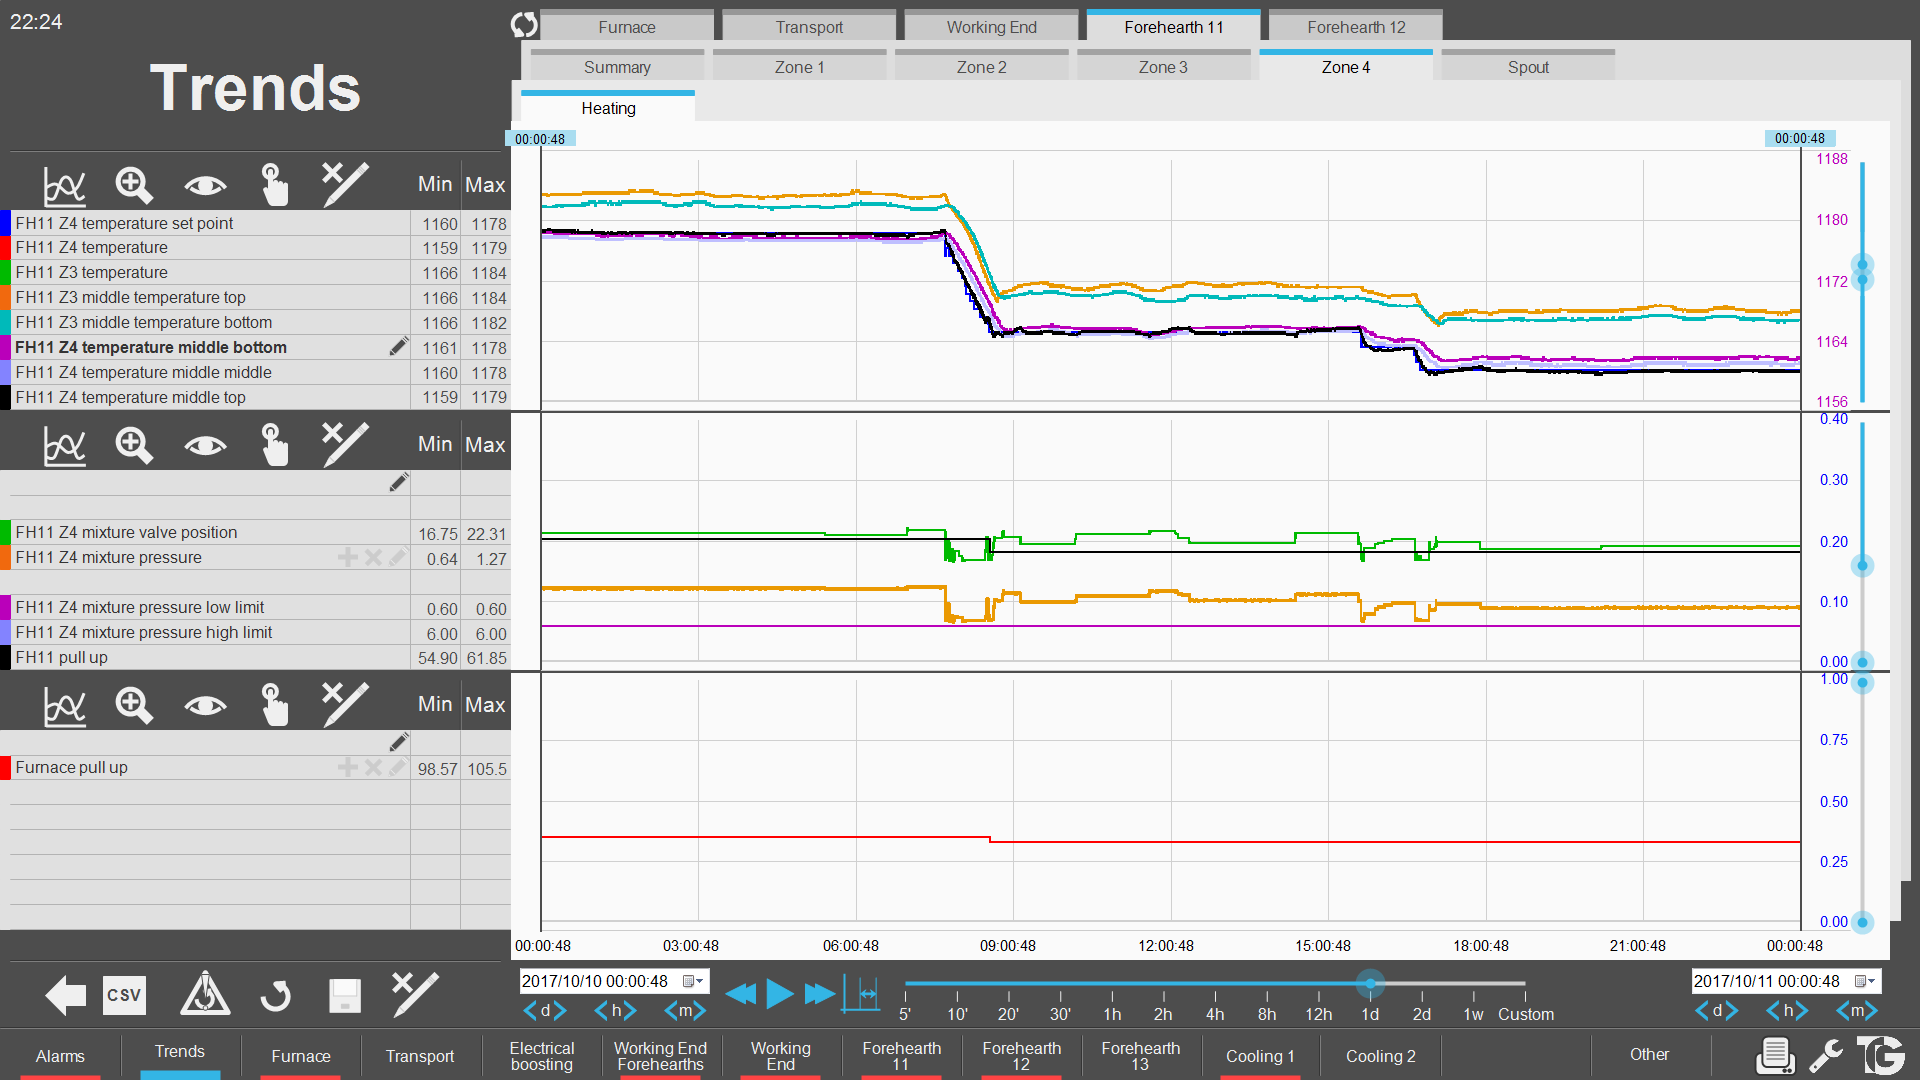 22:24
Trends
Furnace
Transport
Working End
Forehearth 11
Forehearth 12
Summary
Zone 1
Zone 2
Zone 3
Zone 4
Spout
Heating
00:00:48
00:00:48
Min Max
FH11 Z4 temperature set point 1160 1178
FH11 Z4 temperature 1159 1179
FH11 Z3 temperature 1166 1184
FH11 Z3 middle temperature top 1166 1184
FH11 Z3 middle temperature bottom 1166 1182
FH11 Z4 temperature middle bottom 1161 1178
FH11 Z4 temperature middle middle 1160 1178
FH11 Z4 temperature middle top 1159 1179
1188
1180
1172
1164
1156
Min Max
FH11 Z4 mixture valve position 16.75 22.31
FH11 Z4 mixture pressure 0.64 1.27
FH11 Z4 mixture pressure low limit 0.60 0.60
FH11 Z4 mixture pressure high limit 6.00 6.00
FH11 pull up 54.90 61.85
0.40
0.30
0.20
0.10
0.00
Min Max
Furnace pull up 98.57 105.5
1.00
0.75
0.50
0.25
0.00
00:00:48 03:00:48 06:00:48 09:00:48 12:00:48 15:00:48 18:00:48 21:00:48 00:00:48
CSV
2017/10/10 00:00:48
d h m
5' 10' 20' 30' 1h 2h 4h 8h 12h 1d 2d 1w Custom
2017/10/11 00:00:48
d h m
Alarms
Trends
Furnace
Transport
Electrical
boosting
Working End
Forehearths
Working
End
Forehearth
11
Forehearth
12
Forehearth
13
Cooling 1
Cooling 2
Other
TG